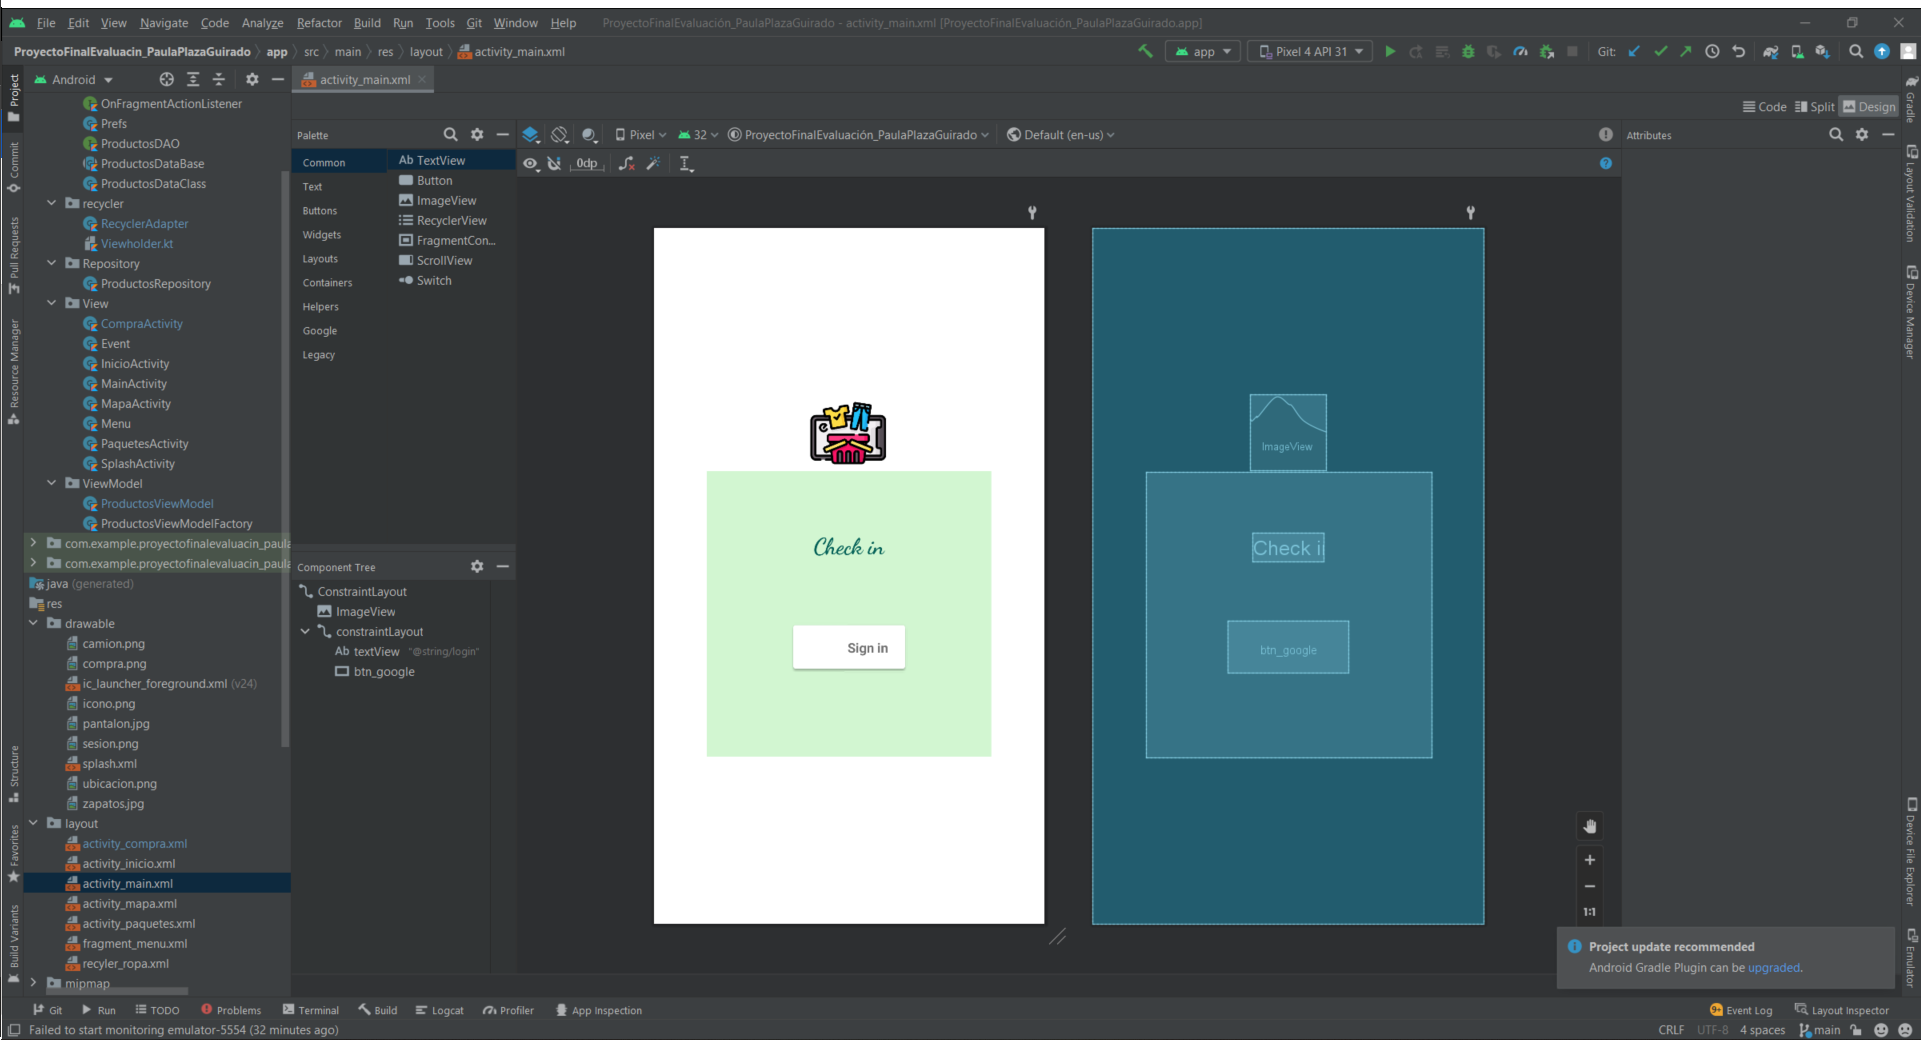 File Edit View Navigate Code Analyze Refactor Build Run Tools Git Window Help ProyectoFinalEvaluación_PaulaPlazaGuirado - activity_main.xml [ProyectoFinalEvaluación_PaulaPlazaGuirado.app]
ProyectoFinalEvaluacin_PaulaPlazaGuirado app src main res layout activity_main.xml
app Pixel 4 API 31 Git:
Android
activity_main.xml
Code Split Design
Project
Commit
Pull Requests
Resource Manager
Structure
Favorites
Build Variants
OnFragmentActionListener
Prefs
ProductosDAO
ProductosDataBase
ProductosDataClass
recycler
RecyclerAdapter
Viewholder.kt
Repository
ProductosRepository
View
CompraActivity
Event
InicioActivity
MainActivity
MapaActivity
Menu
PaquetesActivity
SplashActivity
ViewModel
ProductosViewModel
ProductosViewModelFactory
com.example.proyectofinalevaluacin_paula
com.example.proyectofinalevaluacin_paula
java (generated)
res
drawable
camion.png
compra.png
ic_launcher_foreground.xml (v24)
icono.png
pantalon.jpg
sesion.png
splash.xml
ubicacion.png
zapatos.jpg
layout
activity_compra.xml
activity_inicio.xml
activity_main.xml
activity_mapa.xml
activity_paquetes.xml
fragment_menu.xml
recyler_ropa.xml
mipmap
Palette
Common
Text
Buttons
Widgets
Layouts
Containers
Helpers
Google
Legacy
Ab TextView
Button
ImageView
RecyclerView
FragmentCon...
ScrollView
Switch
Component Tree
ConstraintLayout
ImageView
constraintLayout
Ab textView "@string/login"
btn_google
Pixel 32 ProyectoFinalEvaluación_PaulaPlazaGuirado Default (en-us)
0dp
Check in
Sign in
ImageView
Check i
btn_google
1:1
Attributes
Gradle
Layout Validation
Device Manager
Device File Explorer
Emulator
Project update recommended
Android Gradle Plugin can be upgraded.
Git Run TODO Problems Terminal Build Logcat Profiler App Inspection
9+ Event Log Layout Inspector
Failed to start monitoring emulator-5554 (32 minutes ago)
CRLF UTF-8 4 spaces main